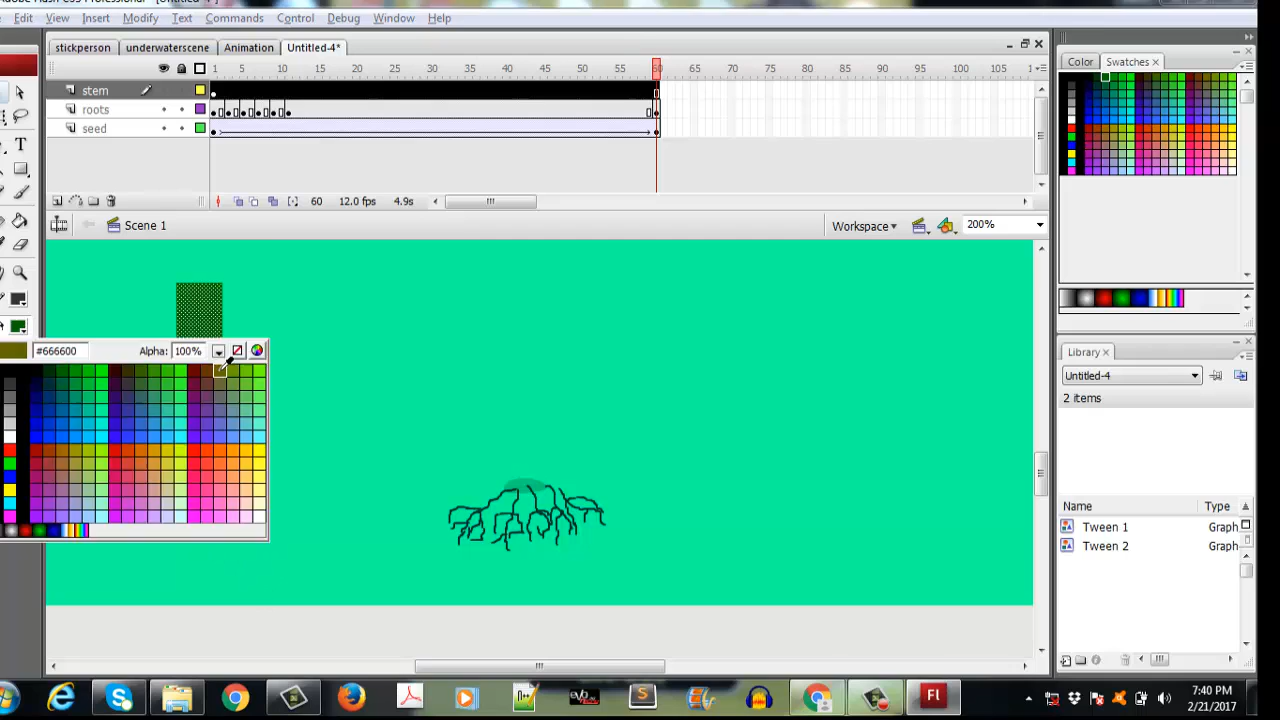 Edit View Insert Modify Text Commands Control Debug Window Help
stickperson underwaterscene Animation Untitled-4*
1 5 10 15 20 25 30 35 40 45 50 55 65 70 75 80 85 90 95 100
stem
roots
seed
60 12.0 fps 4.9s
Scene 1 Workspace 200%
#666600 Alpha: 100%
Color Swatches
Library
Untitled-4
2 items
Name Type
Tween 1 Graph
Tween 2 Graph
Fl
7:40 PM
2/21/2017